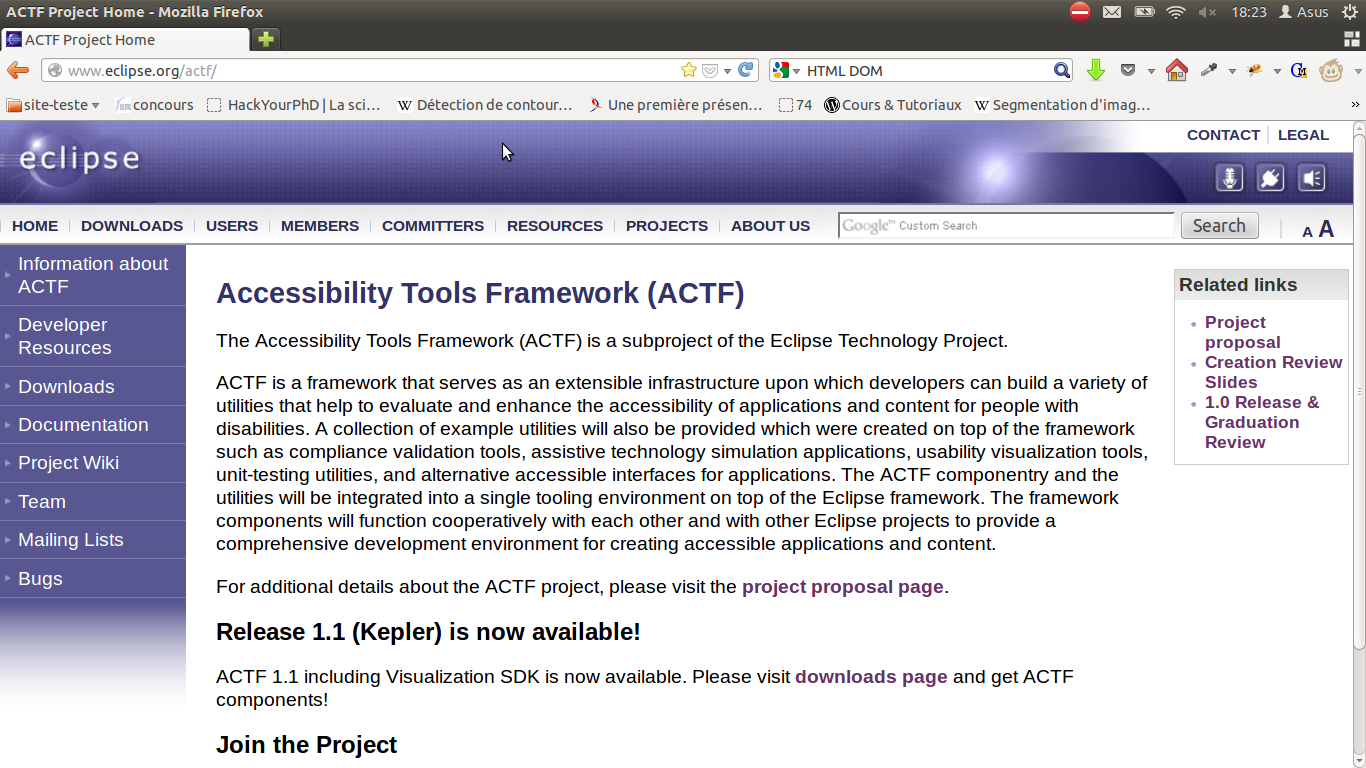 ACTF Project Home - Mozilla Firefox
18:23 Asus
ACTF Project Home
www.eclipse.org/actf/
HTML DOM
site-teste concours HackYourPhD | La sci... W Détection de contour... Une première présen... 74 Cours & Tutoriaux W Segmentation d'imag... »
CONTACT LEGAL
eclipse
HOME DOWNLOADS USERS MEMBERS COMMITTERS RESOURCES PROJECTS ABOUT US Google™ Custom Search Search A A
Information about
ACTF
Developer
Resources
Downloads
Documentation
Project Wiki
Team
Mailing Lists
Bugs
Accessibility Tools Framework (ACTF)
The Accessibility Tools Framework (ACTF) is a subproject of the Eclipse Technology Project.
ACTF is a framework that serves as an extensible infrastructure upon which developers can build a variety of
utilities that help to evaluate and enhance the accessibility of applications and content for people with
disabilities. A collection of example utilities will also be provided which were created on top of the framework
such as compliance validation tools, assistive technology simulation applications, usability visualization tools,
unit-testing utilities, and alternative accessible interfaces for applications. The ACTF componentry and the
utilities will be integrated into a single tooling environment on top of the Eclipse framework. The framework
components will function cooperatively with each other and with other Eclipse projects to provide a
comprehensive development environment for creating accessible applications and content.
For additional details about the ACTF project, please visit the project proposal page.
Release 1.1 (Kepler) is now available!
ACTF 1.1 including Visualization SDK is now available. Please visit downloads page and get ACTF
components!
Join the Project
Related links
Project
proposal
Creation Review
Slides
1.0 Release &
Graduation
Review